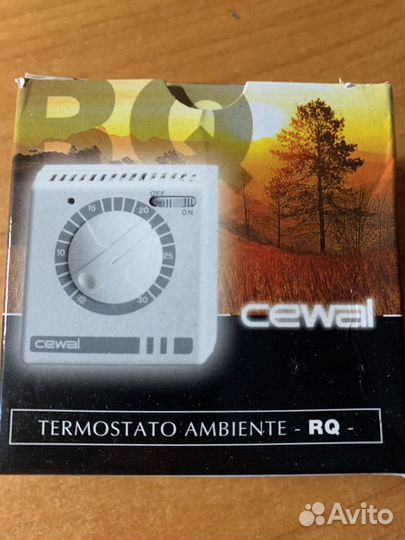 RQ
OFF
ON
15
20
10
25
30
cewal
cewal
TERMOSTATO AMBIENTE - RQ -
Avito